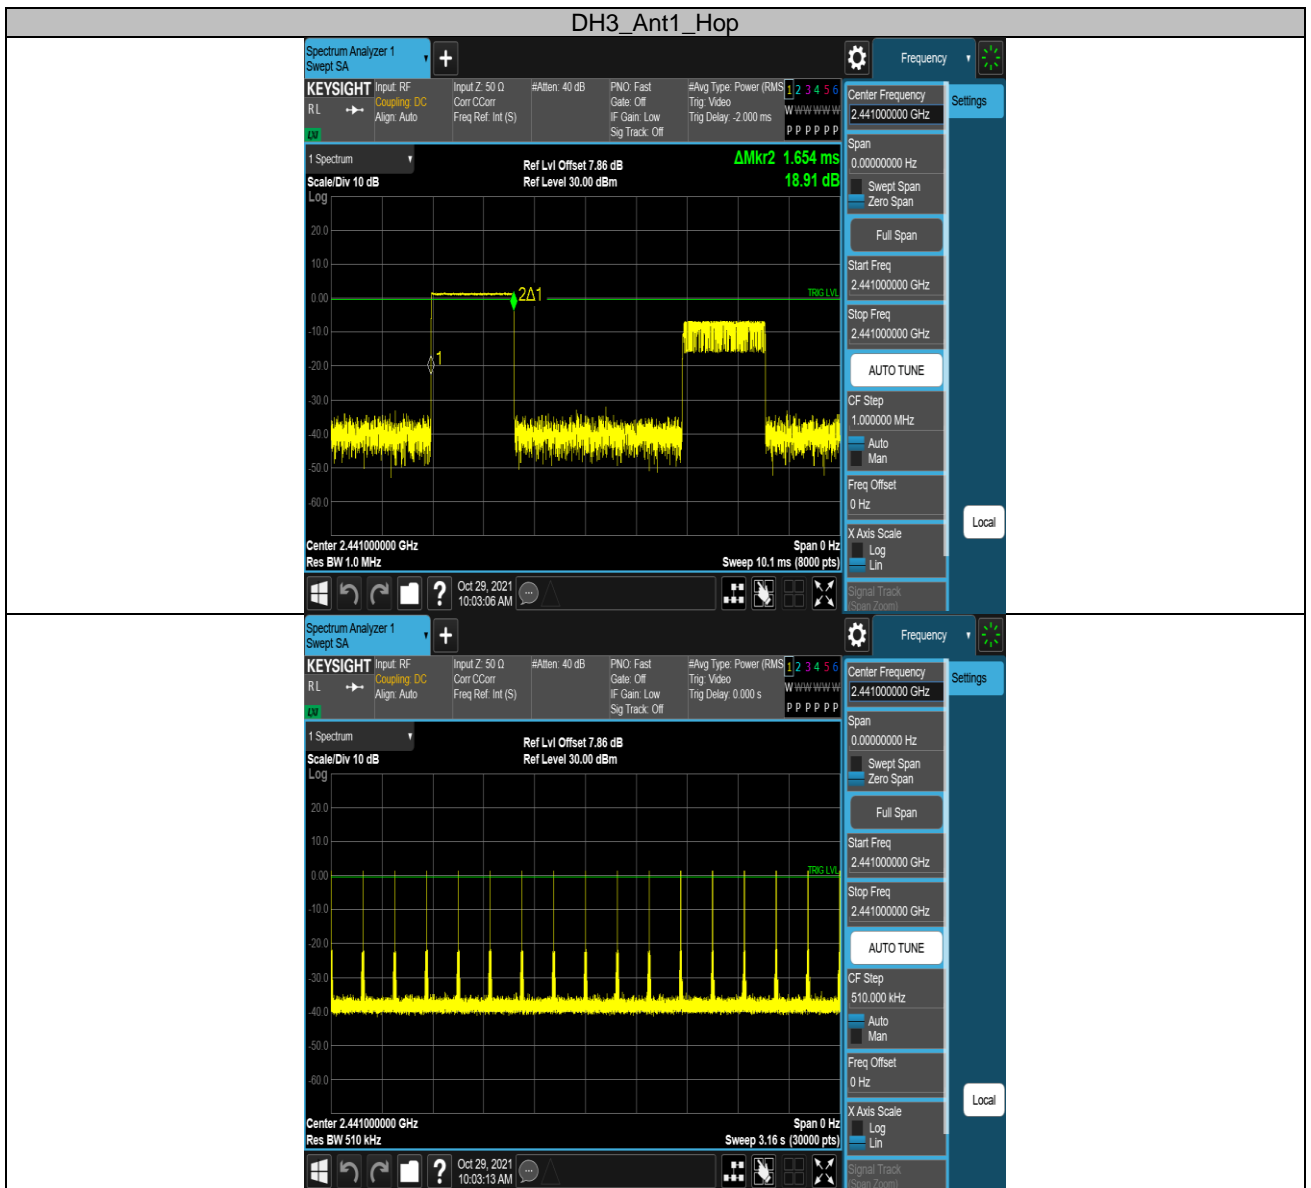 DH3_Ant1_Hop
Spectrum Analyzer 1
Swept SA
+
Frequency
KEYSIGHT
RL
LXI
Input: RF
Coupling: DC
Align: Auto
Input Z: 50 Ω
Corr CCorr
Freq Ref: Int (S)
#Atten: 40 dB
PNO: Fast
Gate: Off
IF Gain: Low
Sig Track: Off
#Avg Type: Power (RMS
Trig: Video
Trig Delay: -2.000 ms
1 2 3 4 5 6
W W W W W W
P P P P P P
1 Spectrum
Scale/Div 10 dB
Log
Ref Lvl Offset 7.86 dB
Ref Level 30.00 dBm
ΔMkr2 1.654 ms
18.91 dB
20.0
10.0
0.00
-10.0
-20.0
-30.0
-40.0
-50.0
-60.0
2Δ1
1
TRIG LVL
Center 2.441000000 GHz
Res BW 1.0 MHz
Span 0 Hz
Sweep 10.1 ms (8000 pts)
?
Oct 29, 2021
10:03:06 AM
Center Frequency
2.441000000 GHz
Settings
Span
0.00000000 Hz
Swept Span
Zero Span
Full Span
Start Freq
2.441000000 GHz
Stop Freq
2.441000000 GHz
AUTO TUNE
CF Step
1.000000 MHz
Auto
Man
Freq Offset
0 Hz
X Axis Scale
Log
Lin
Local
Signal Track
(Span Zoom)
Spectrum Analyzer 1
Swept SA
+
Frequency
KEYSIGHT
RL
LXI
Input: RF
Coupling: DC
Align: Auto
Input Z: 50 Ω
Corr CCorr
Freq Ref: Int (S)
#Atten: 40 dB
PNO: Fast
Gate: Off
IF Gain: Low
Sig Track: Off
#Avg Type: Power (RMS
Trig: Video
Trig Delay: 0.000 s
1 2 3 4 5 6
W W W W W W
P P P P P P
1 Spectrum
Scale/Div 10 dB
Log
Ref Lvl Offset 7.86 dB
Ref Level 30.00 dBm
20.0
10.0
0.00
-10.0
-20.0
-30.0
-40.0
-50.0
-60.0
TRIG LVL
Center 2.441000000 GHz
Res BW 510 kHz
Span 0 Hz
Sweep 3.16 s (30000 pts)
?
Oct 29, 2021
10:03:13 AM
Center Frequency
2.441000000 GHz
Settings
Span
0.00000000 Hz
Swept Span
Zero Span
Full Span
Start Freq
2.441000000 GHz
Stop Freq
2.441000000 GHz
AUTO TUNE
CF Step
510.000 kHz
Auto
Man
Freq Offset
0 Hz
X Axis Scale
Log
Lin
Local
Signal Track
(Span Zoom)